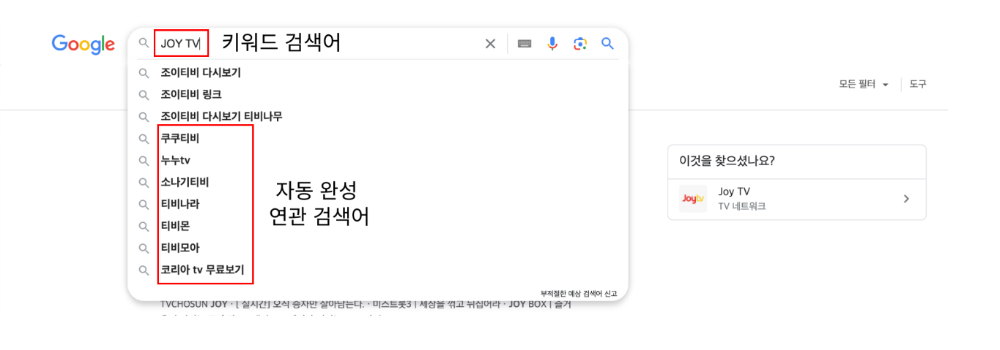 Google
JOY TV 키워드 검색어
조이티비 다시보기
조이티비 링크
조이티비 다시보기 티비나무
쿠쿠티비
누누tv
소나기티비
티비나라
티비몬
티비모아
코리아 tv 무료보기
자동 완성
연관 검색어
부적절한 예상 검색어 신고
모든 필터
도구
이것을 찾으셨나요?
Joytv
Joy TV
TV 네트워크
TVCHOSUN JOY · [ 실시간] 오직 승자만 살아남는다. · 미스트롯3 | 세상을 꺾고 뒤집어라 · JOY BOX | 즐거